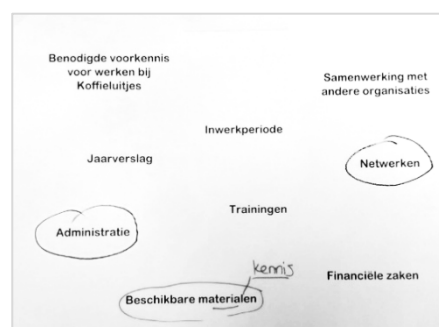 Benodigde voorkennis
voor werken bij
Koffieluitjes
Samenwerking met
andere organisaties
Inwerkperiode
Jaarverslag
Netwerken
Trainingen
Administratie
kennis
Financiële zaken
Beschikbare materialen